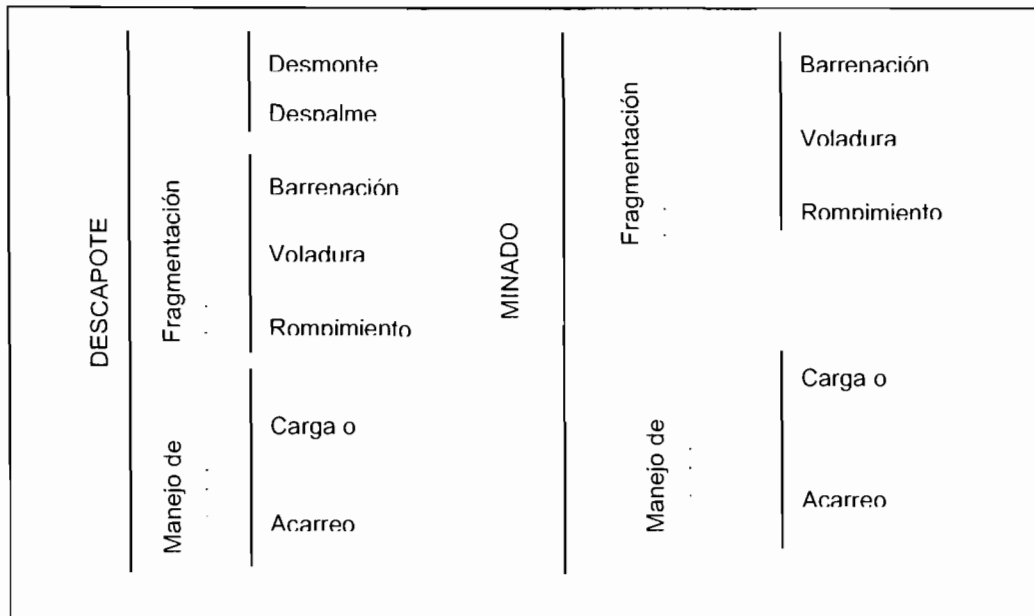 DESCAPOTE
Desmonte
Despalme
Fragmentación
Barrenación
Voladura
Rompimiento
Manejo de
Carga o
Acarreo
MINADO
Fragmentación
Barrenación
Voladura
Rompimiento
Manejo de
Carga o
Acarreo